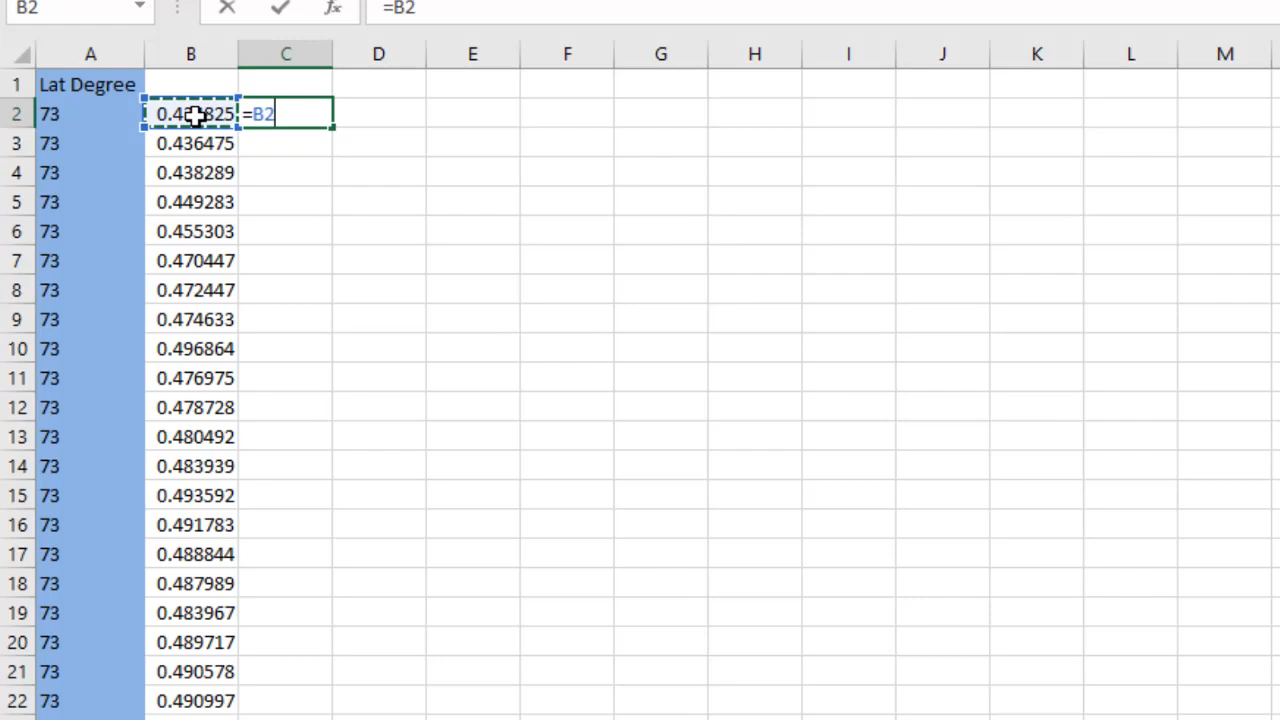 B2 fx =B2
A B C D E F G H I J K L M
1 Lat Degree
2 73 =B2
3 73 0.436475
4 73 0.438289
5 73 0.449283
6 73 0.455303
7 73 0.470447
8 73 0.472447
9 73 0.474633
10 73 0.496864
11 73 0.476975
12 73 0.478728
13 73 0.480492
14 73 0.483939
15 73 0.493592
16 73 0.491783
17 73 0.488844
18 73 0.487989
19 73 0.483967
20 73 0.489717
21 73 0.490578
22 73 0.490997